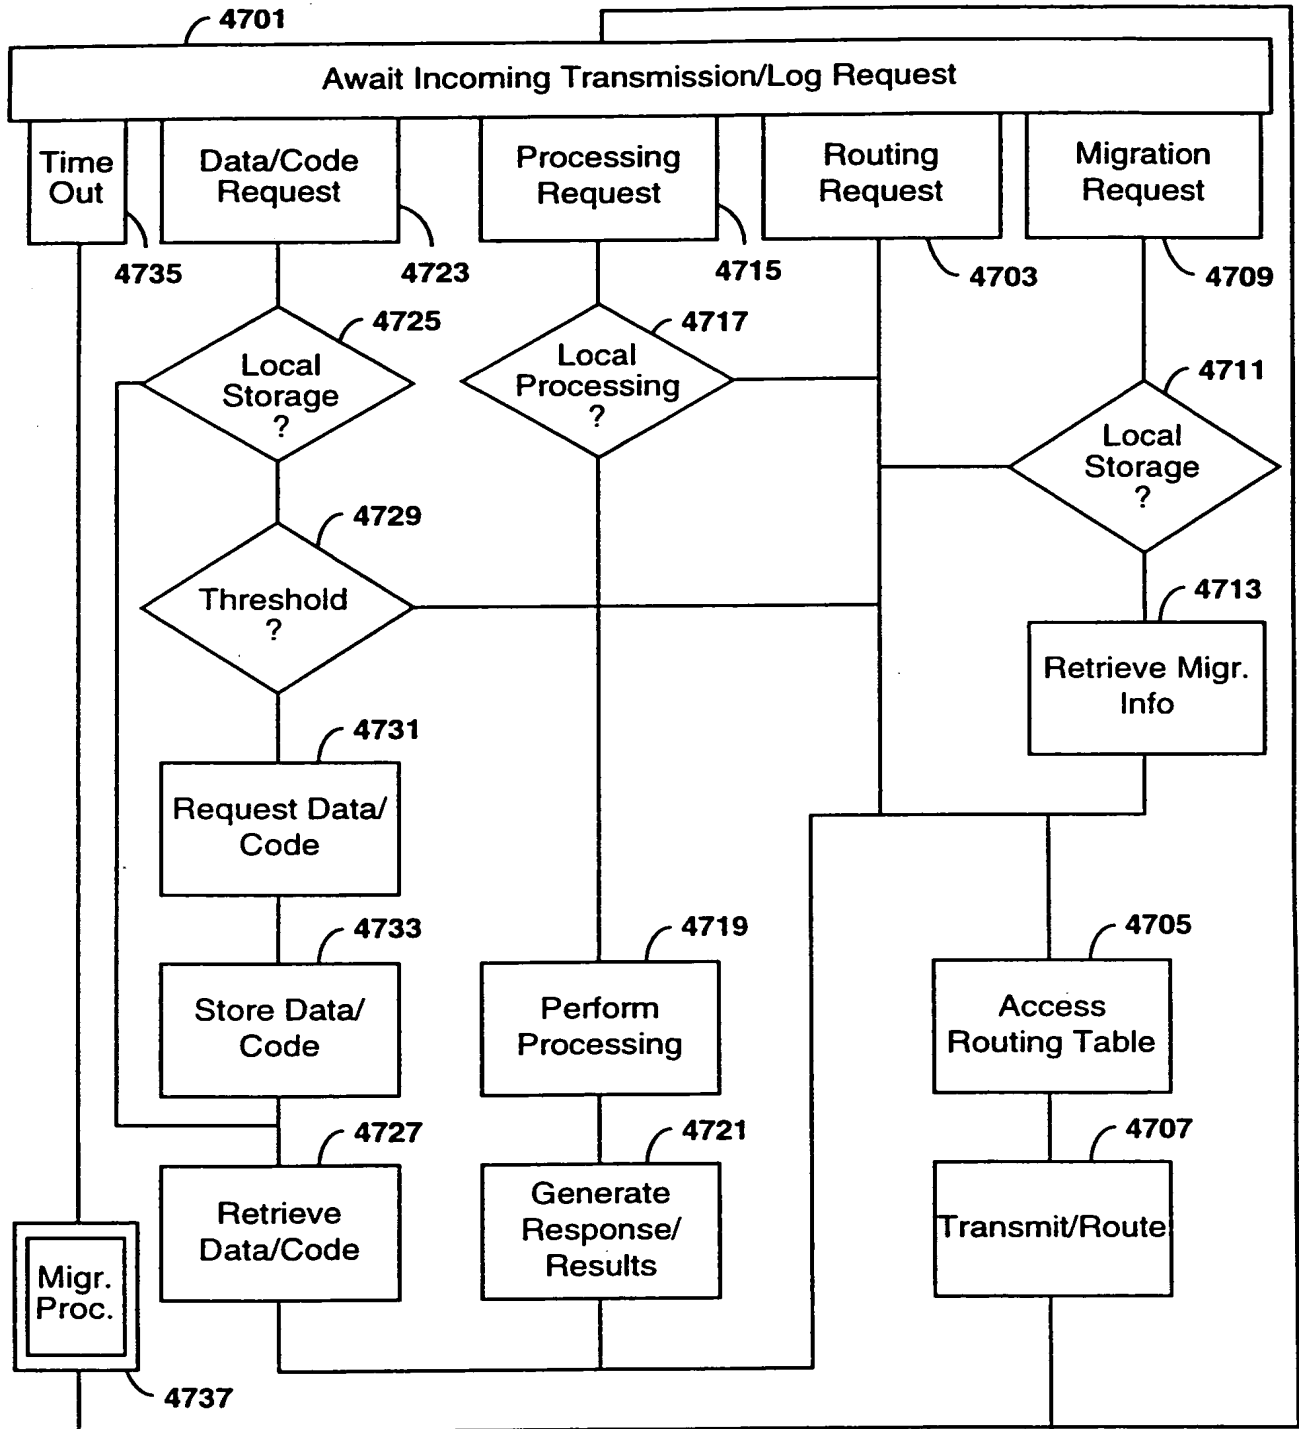 4701
Await Incoming Transmission/Log Request
Time
Out
4735
Data/Code
Request
4723
Processing
Request
4715
Routing
Request
4703
Migration
Request
4709
4725
Local
Storage
?
4717
Local
Processing
?
4711
Local
Storage
?
4729
Threshold
?
4713
Retrieve Migr.
Info
4731
Request Data/
Code
4733
Store Data/
Code
4719
Perform
Processing
4705
Access
Routing Table
4727
Retrieve
Data/Code
4721
Generate
Response/
Results
4707
Transmit/Route
Migr.
Proc.
4737